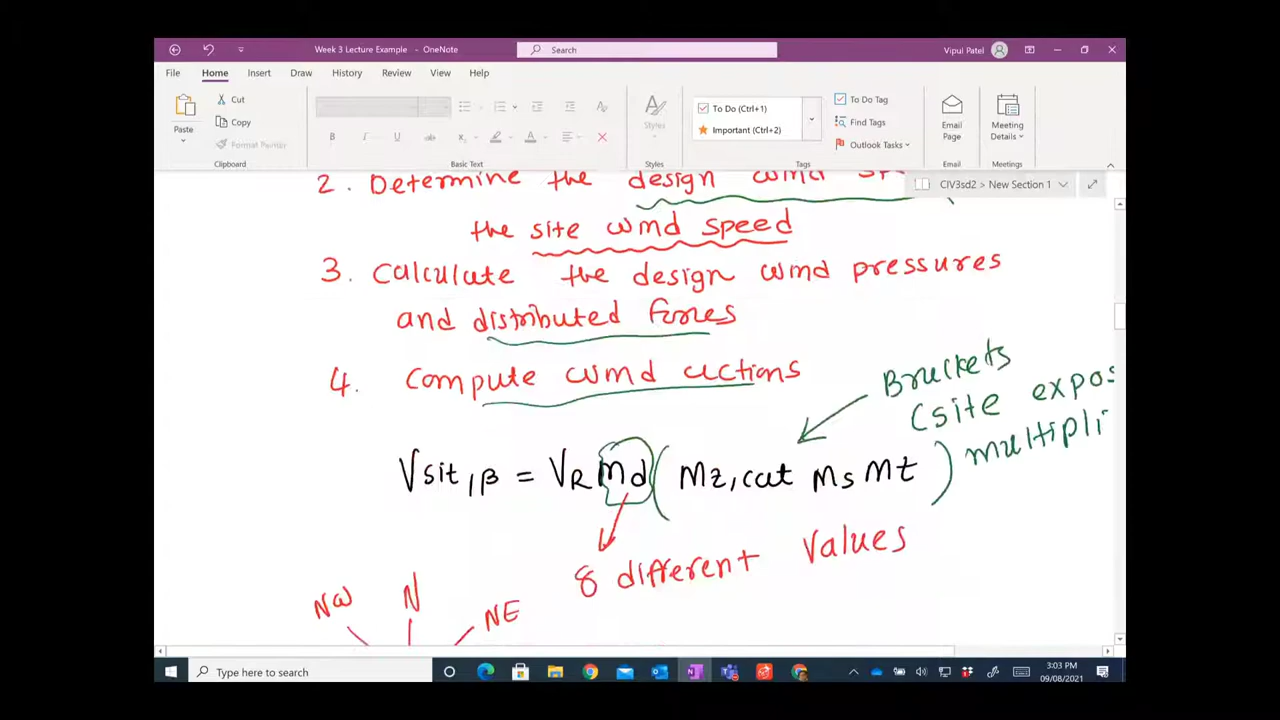 Week 3 Lecture Example - OneNote
Search
Vipul Patel
File Home Insert Draw History Review View Help
Paste
Cut
Copy
Format Painter
Clipboard
B I U ab
Basic Text
Styles
Styles
To Do (Ctrl+1)
Important (Ctrl+2)
To Do Tag
Find Tags
Outlook Tasks
Tags
Email Page
Email
Meeting Details
Meetings
CIV3sd2 > New Section 1
2. Determine the design wind
the site wind speed
3. Calculate the design wind pressures
and distributed forces
4. Compute wind actions
Brackets
(site expos
multipli
Vsit,β = VR md (mz,cat ms mt)
8 different values
NW N NE
Type here to search
3:03 PM
09/08/2021